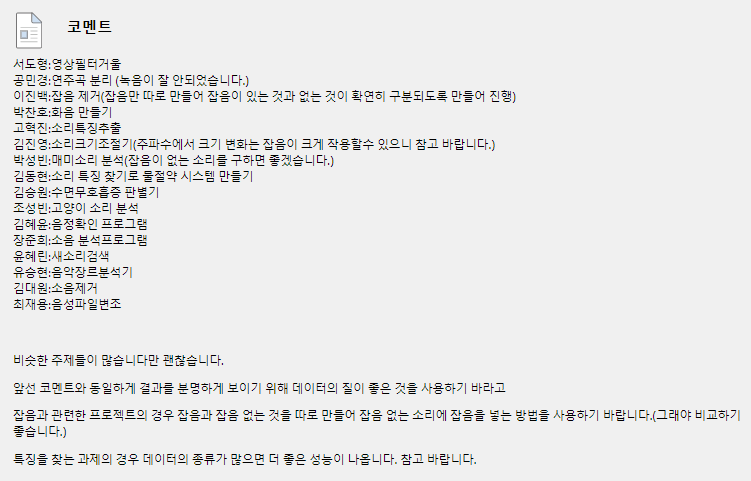 코멘트
서도형:영상필터거울
공민경:연주곡 분리 (녹음이 잘 안되었습니다.)
이진백:잡음 제거(잡음만 따로 만들어 잡음이 있는 것과 없는 것이 확연히 구분되도록 만들어 진행)
박찬호:화음 만들기
고혁진:소리특징추출
김진영:소리크기조절기(주파수에서 크기 변화는 잡음이 크게 작용할수 있으니 참고 바랍니다.)
박성빈:매미소리 분석(잡음이 없는 소리를 구하면 좋겠습니다.)
김동현:소리 특징 찾기로 물절약 시스템 만들기
김승원:수면무호흡증 판별기
조성빈:고양이 소리 분석
김혜윤:음정확인 프로그램
장준희:소음 분석프로그램
윤혜린:새소리검색
유승현:음악장르분석기
김대원:소음제거
최재용:음성파일변조
비슷한 주제들이 많습니다만 괜찮습니다.
앞선 코멘트와 동일하게 결과를 분명하게 보이기 위해 데이터의 질이 좋은 것을 사용하기 바라고
잡음과 관련한 프로젝트의 경우 잡음과 잡음 없는 것을 따로 만들어 잡음 없는 소리에 잡음을 넣는 방법을 사용하기 바랍니다.(그래야 비교하기
좋습니다.)
특징을 찾는 과제의 경우 데이터의 종류가 많으면 더 좋은 성능이 나옵니다. 참고 바랍니다.